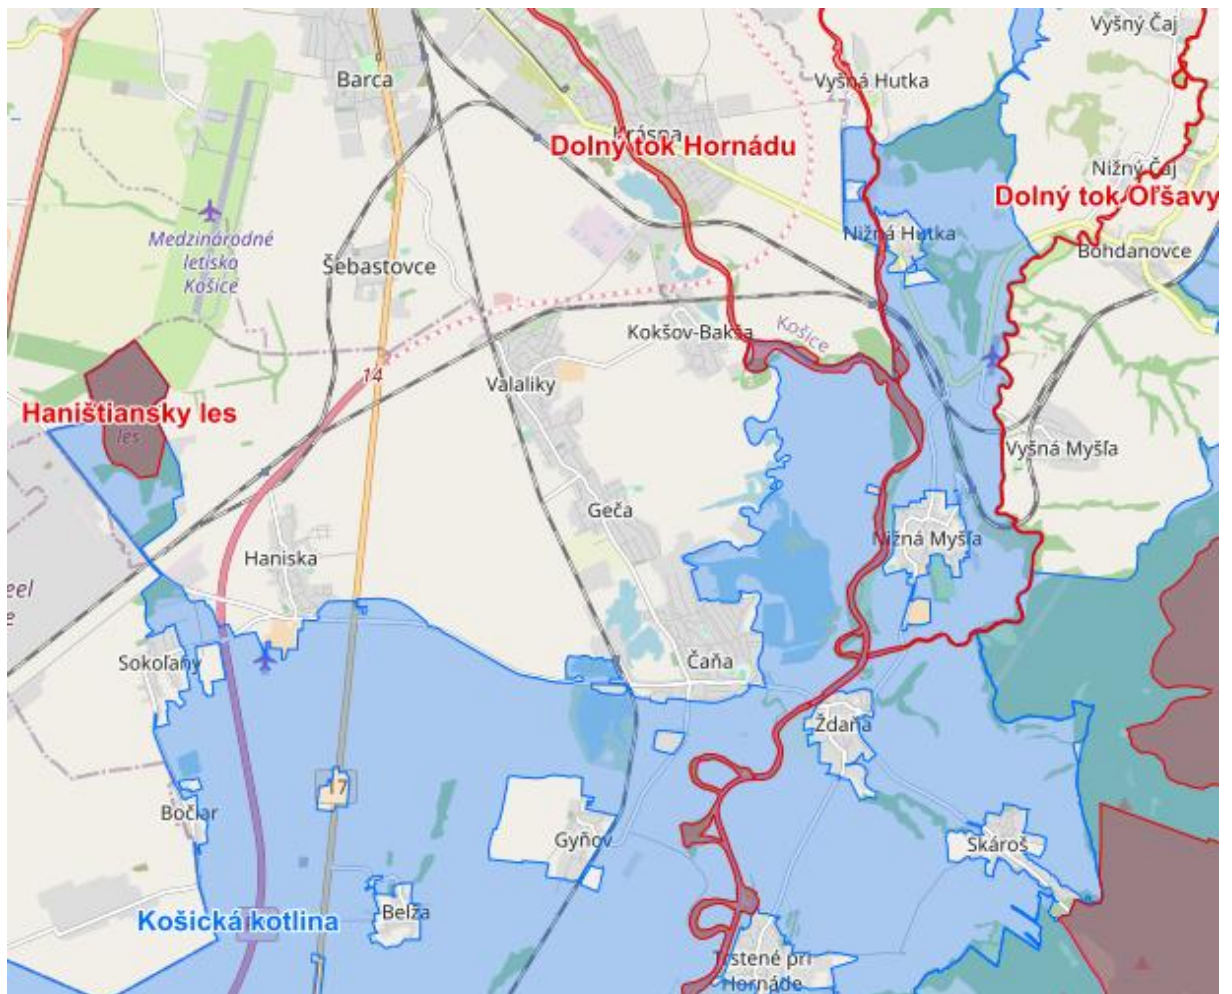 Vyšný Čaj
Barca
Vyšná Hutka
Krásna
Dolný tok Hornádu
Nižný Čaj
Dolný tok Oľšavy
Medzinárodné
letisko
Košice
Šebastovce
Nižná Hutka
Bohdanovce
Kokšov-Bakša
Košice
14
Valaliky
Haništiansky les
les
Vyšná Myšľa
Geča
Nižná Myšľa
Haniska
eel
e
Sokoľany
Čaňa
Ždaňa
17
Bočiar
Gyňov
Skároš
Košická kotlina
Belža
Trstené pri
Hornáde